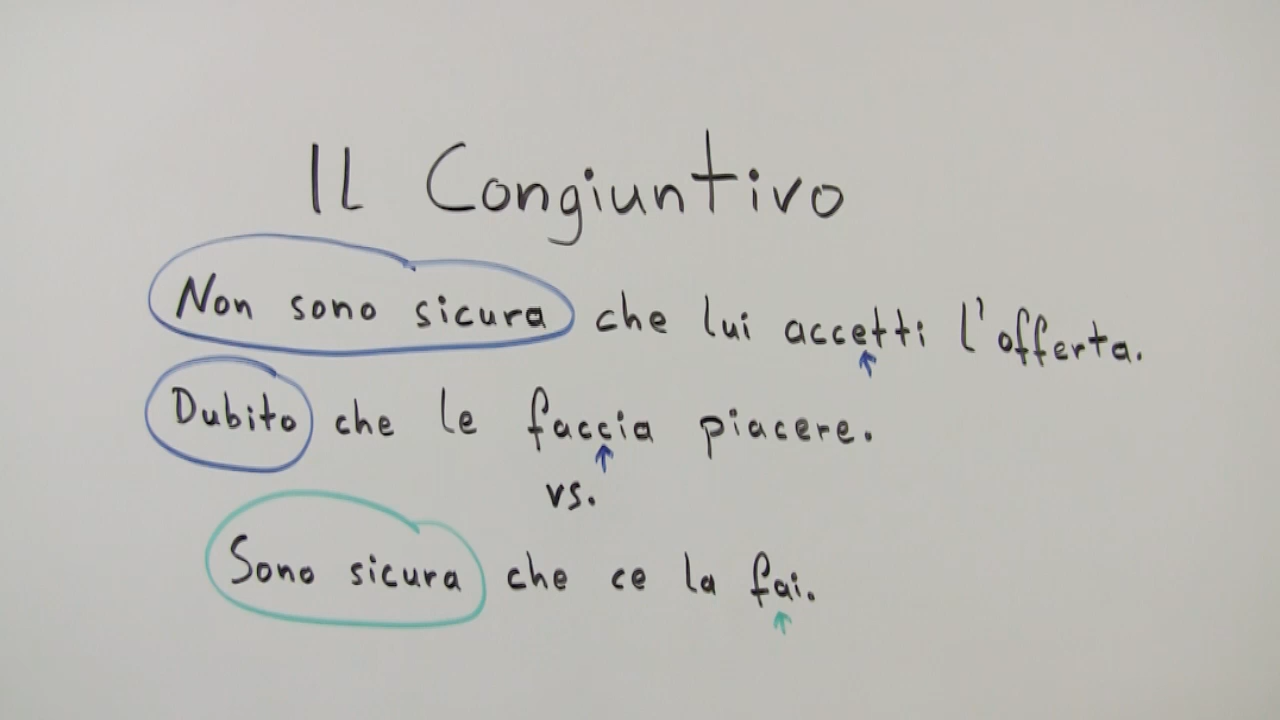 Il Congiuntivo
Non sono sicura che lui accetti l'offerta.
Dubito che le faccia piacere.
vs.
Sono sicura che ce la fai.